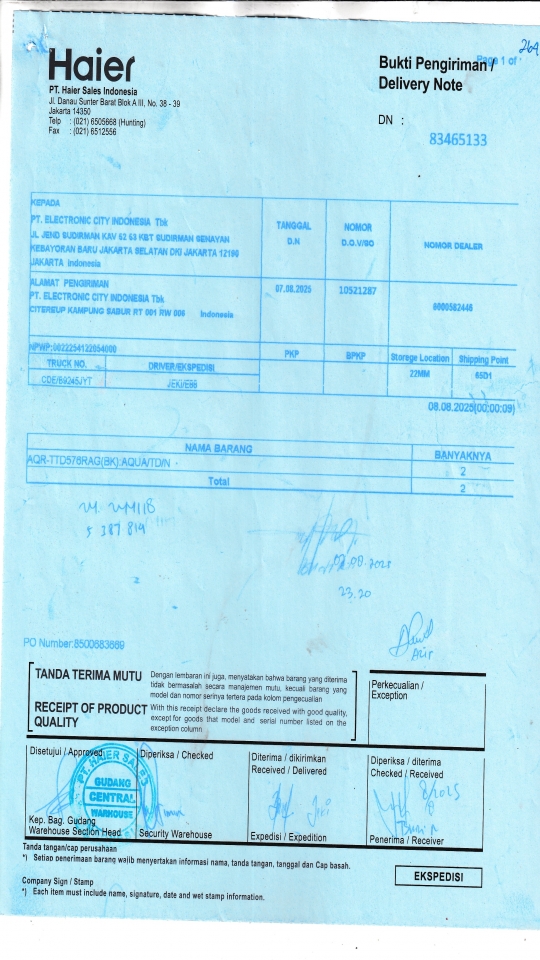 264
Haier
Bukti Pengiriman /
Delivery Note
Page 1 of
PT. Haier Sales Indonesia
Jl. Danau Sunter Barat Blok A III, No. 38 - 39
Jakarta 14350
Telp : (021) 6505668 (Hunting)
Fax : (021) 6512556
DN :
83465133
KEPADA
PT. ELECTRONIC CITY INDONESIA Tbk
JL JEND SUDIRMAN KAV 52 53 KBT SUDIRMAN SENAYAN
KEBAYORAN BARU JAKARTA SELATAN DKI JAKARTA 12190
JAKARTA Indonesia
TANGGAL
D.N
NOMOR
D.O.V/SO
NOMOR DEALER
ALAMAT PENGIRIMAN
PT. ELECTRONIC CITY INDONESIA Tbk
CITEREUP KAMPUNG SABUR RT 001 RW 006 Indonesia
07.08.2025
10521287
6000582446
NPWP:0022254122054000
TRUCK NO.
DRIVER/EKSPEDISI
PKP
BPKP
Storege Location
Shipping Point
CDE/B9245JYT
JEKI/E68
22MM
65D1
08.08.2025(00:00:09)
NAMA BARANG
BANYAKNYA
AQR-TTD576RAG(BK):AQUA/TD/N
2
Total
2
5 387 814
23.20
Azis
PO Number:8500683669
TANDA TERIMA MUTU
Dengan lembaran ini juga, menyatakan bahwa barang yang diterima
tidak bermasalah secara manajemen mutu, kecuali barang yang
model dan nomor serinya tertera pada kolom pengecualian
RECEIPT OF PRODUCT
QUALITY
With this receipt declare the goods received with good quality,
except for goods that model and serial number listed on the
exception column
Perkecualian /
Exception
Disetujui / Approved
Diperiksa / Checked
Diterima / dikirimkan
Received / Delivered
Diperiksa / diterima
Checked / Received
PT. HAIER SALES
GUDANG
CENTRAL
WARHOUSE
Kep. Bag. Gudang
Warehouse Section Head
Security Warehouse
Expedisi / Expedition
Penerima / Receiver
Tanda tangan/cap perusahaan
*) Setiap penerimaan barang wajib menyertakan informasi nama, tanda tangan, tanggal dan Cap basah.
EKSPEDISI
Company Sign / Stamp
*) Each item must include name, signature, date and wet stamp information.